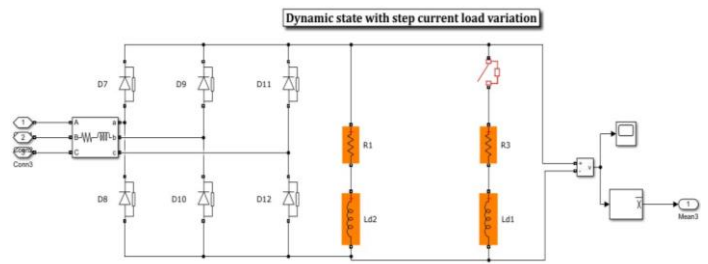 Dynamic state with step current load variation
D7
D9
D11
1
2
A
B
C
a
b
c
Conn3
R1
R3
D8
D10
D12
Ld2
Ld1
+
-
v
1
Mean3